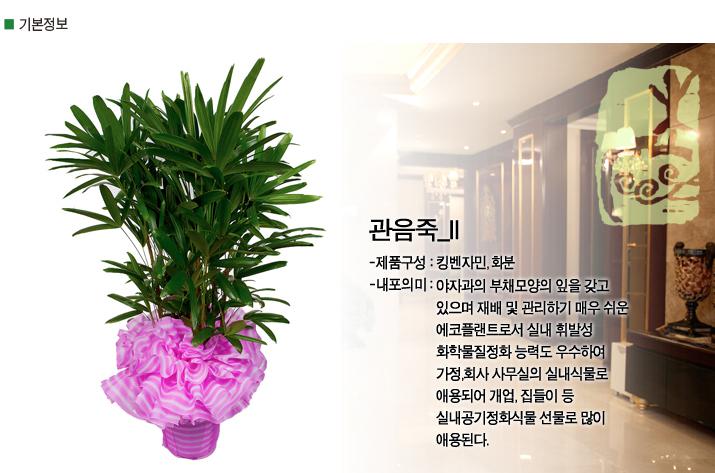 기본정보
관음죽_II
-제품구성 : 킹벤자민, 화분
-내포의미 : 야자과의 부채모양의 잎을 갖고
있으며 재배 및 관리하기 매우 쉬운
에코플랜트로서 실내 휘발성
화학물질정화 능력도 우수하여
가정,회사 사무실의 실내식물로
애용되어 개업, 집들이 등
실내공기정화식물 선물로 많이
애용된다.